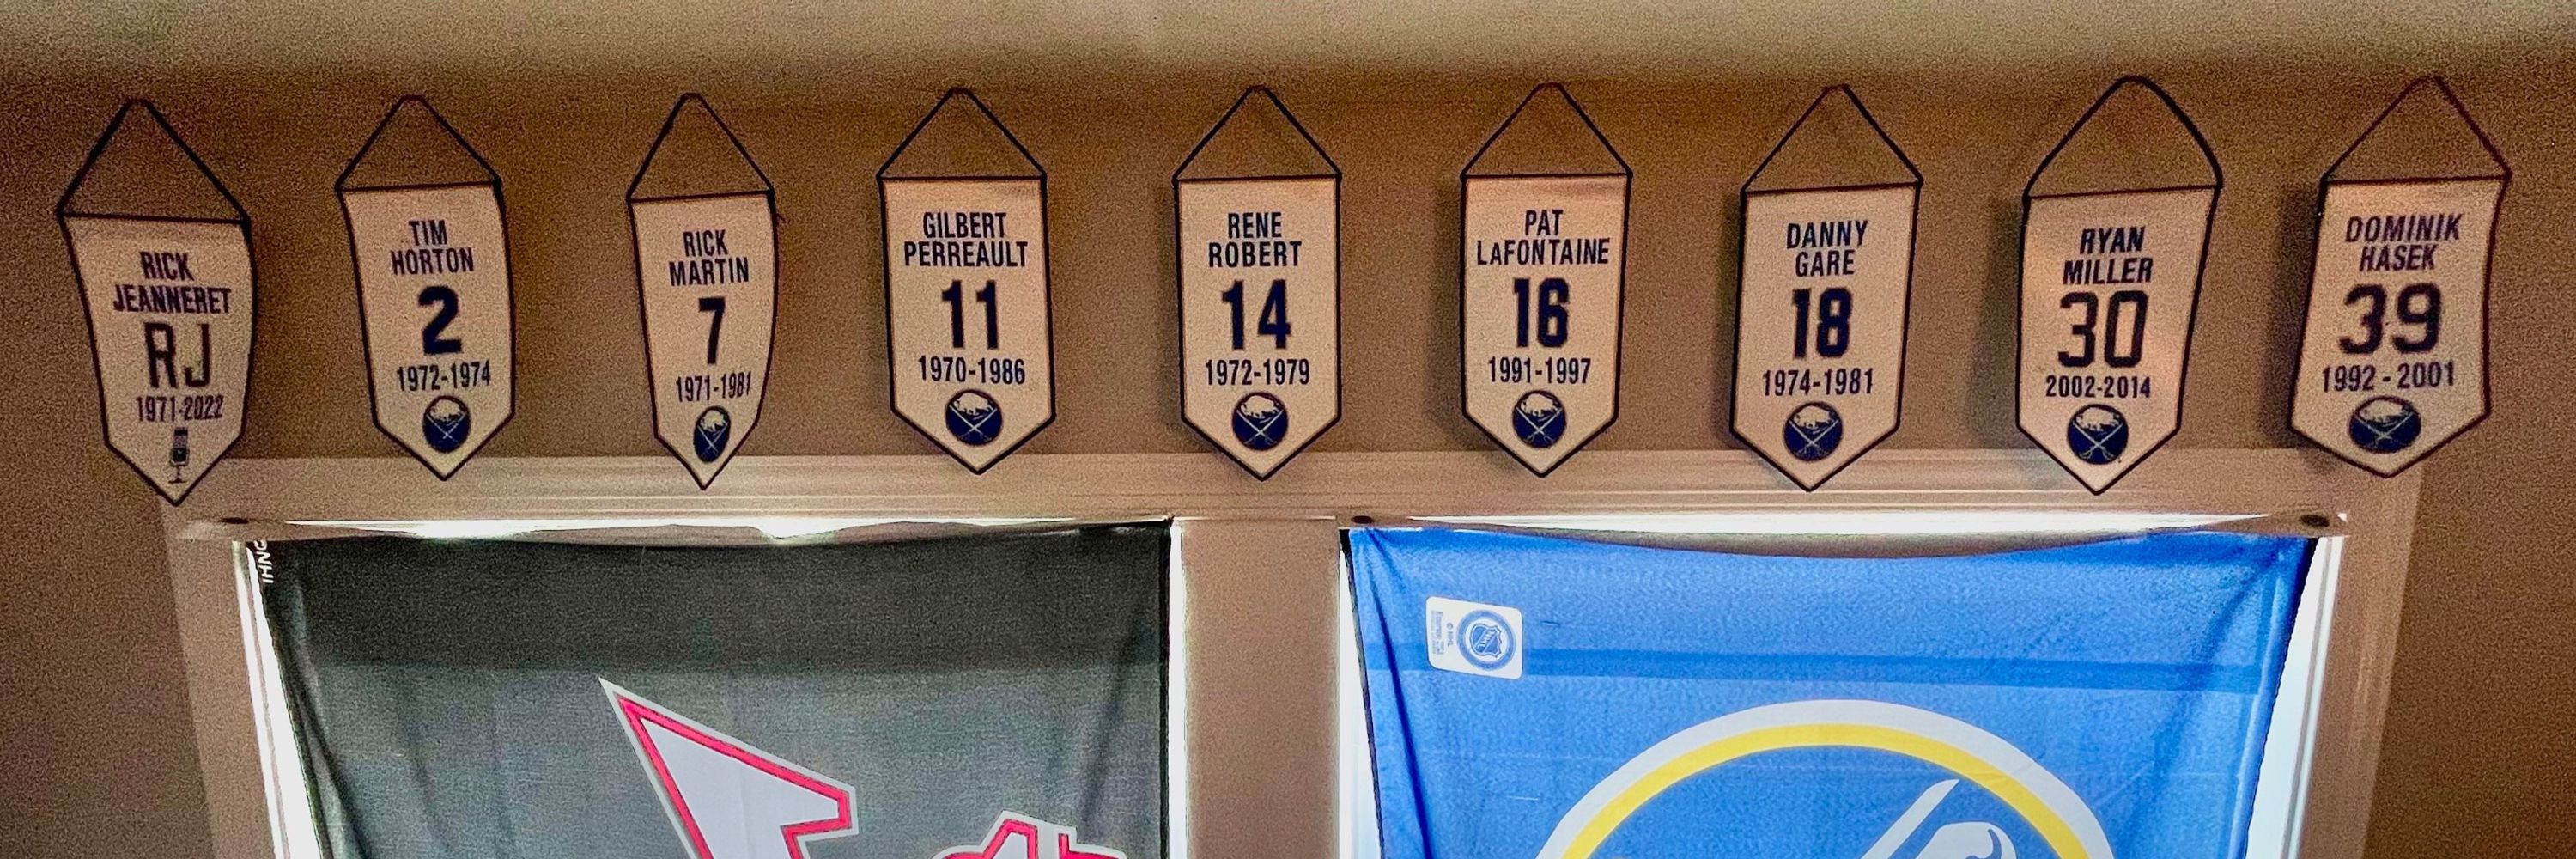 RICK
JEANNERET
RJ
1971-2022
TIM
HORTON
2
1972-1974
RICK
MARTIN
7
1971-1981
GILBERT
PERREAULT
11
1970-1986
RENE
ROBERT
14
1972-1979
PAT
LAFONTAINE
16
1991-1997
DANNY
GARE
18
1974-1981
RYAN
MILLER
30
2002-2014
DOMINIK
HASEK
39
1992 - 2001
NHL
© NHL